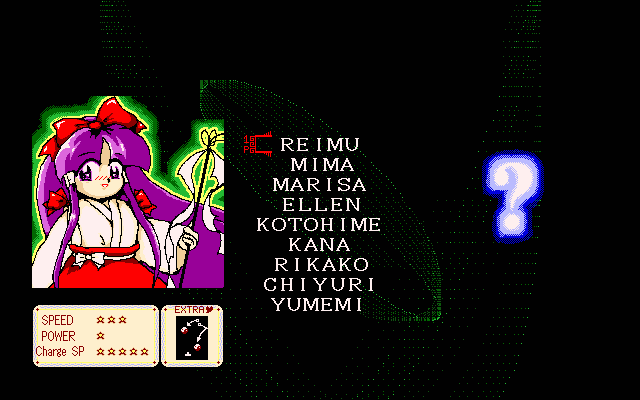 1P
REIMU
MIMA
MARISA
ELLEN
KOTOHIME
KANA
RIKAKO
CHIYURI
YUMEMI
?
SPEED ☆☆☆
POWER ☆
Charge SP ☆☆☆☆☆
EXTRA♥